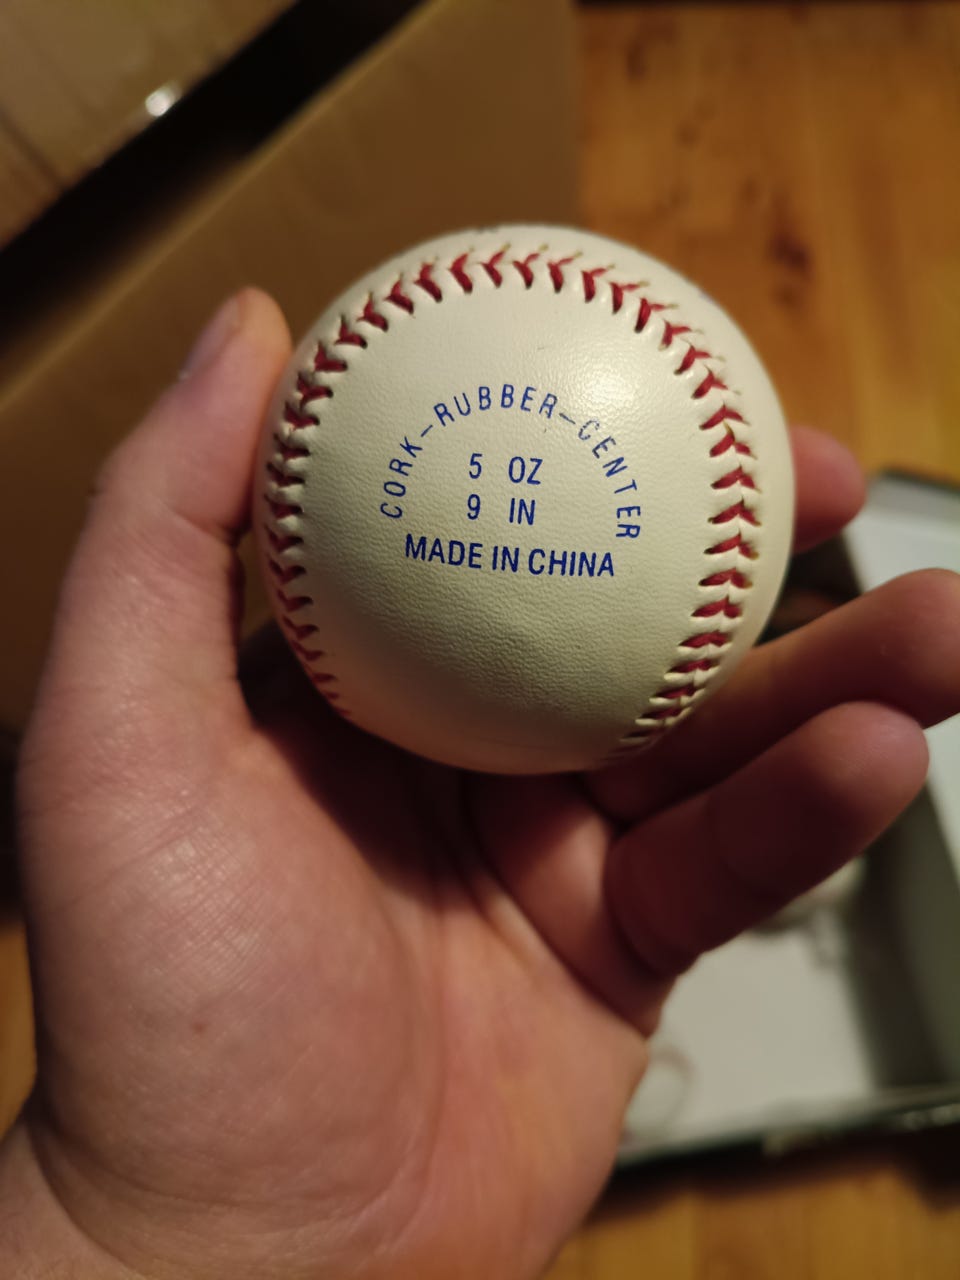 CORK-RUBBER-CENTER
5 OZ
9 IN
MADE IN CHINA